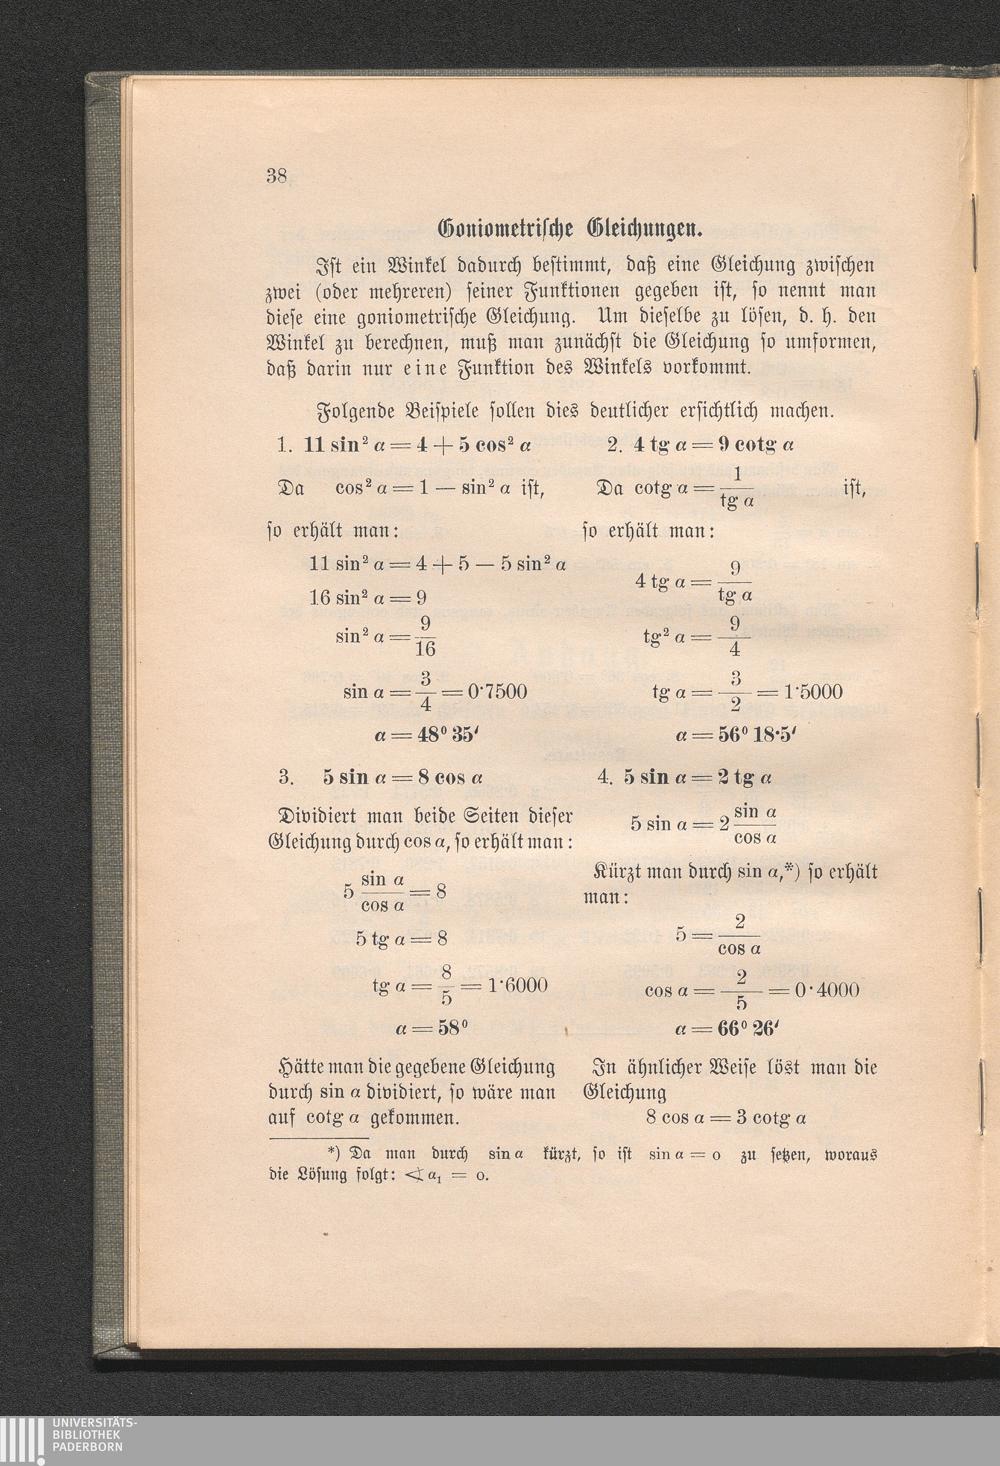 38
Goniometrische Gleichungen.
Ist ein Winkel dadurch bestimmt, daß eine Gleichung zwischen
zwei (oder mehreren) seiner Funktionen gegeben ist, so nennt man
diese eine goniometrische Gleichung. Um dieselbe zu lösen, d. h. den
Winkel zu berechnen, muß man zunächst die Gleichung so umformen,
daß darin nur eine Funktion des Winkels vorkommt.
Folgende Beispiele sollen dies deutlicher ersichtlich machen.
1. 11 sin² α = 4 + 5 cos² α
Da cos² α = 1 — sin² α ist,
so erhält man:
11 sin² α = 4 + 5 — 5 sin² α
16 sin² α = 9
sin² α = 9/16
sin α = 3/4 = 0·7500
α = 48⁰ 35′
2. 4 tg α = 9 cotg α
Da cotg α = 1/tg α ist,
so erhält man:
4 tg α = 9/tg α
tg² α = 9/4
tg α = 3/2 = 1·5000
α = 56⁰ 18·5′
3. 5 sin α = 8 cos α
Dividiert man beide Seiten dieser
Gleichung durch cos α, so erhält man:
5 sin α/cos α = 8
5 tg α = 8
tg α = 8/5 = 1·6000
α = 58⁰
Hätte man die gegebene Gleichung
durch sin α dividiert, so wäre man
auf cotg α gekommen.
4. 5 sin α = 2 tg α
5 sin α = 2 sin α/cos α
Kürzt man durch sin α,*) so erhält
man:
5 = 2/cos α
cos α = 2/5 = 0·4000
α = 66⁰ 26′
In ähnlicher Weise löst man die
Gleichung
8 cos α = 3 cotg α
*) Da man durch sin α kürzt, so ist sin α = 0 zu setzen, woraus
die Lösung folgt: ∢ α₁ = 0.
UNIVERSITÄTS-
BIBLIOTHEK
PADERBORN